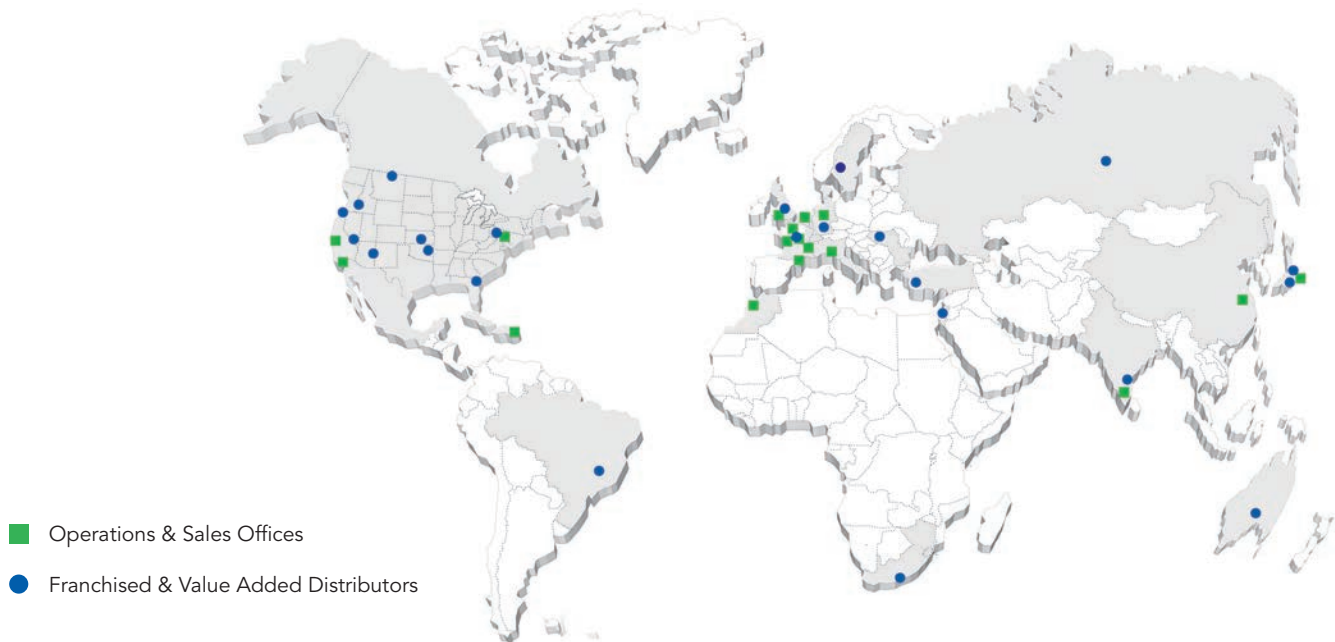 Operations & Sales Offices
Franchised & Value Added Distributors